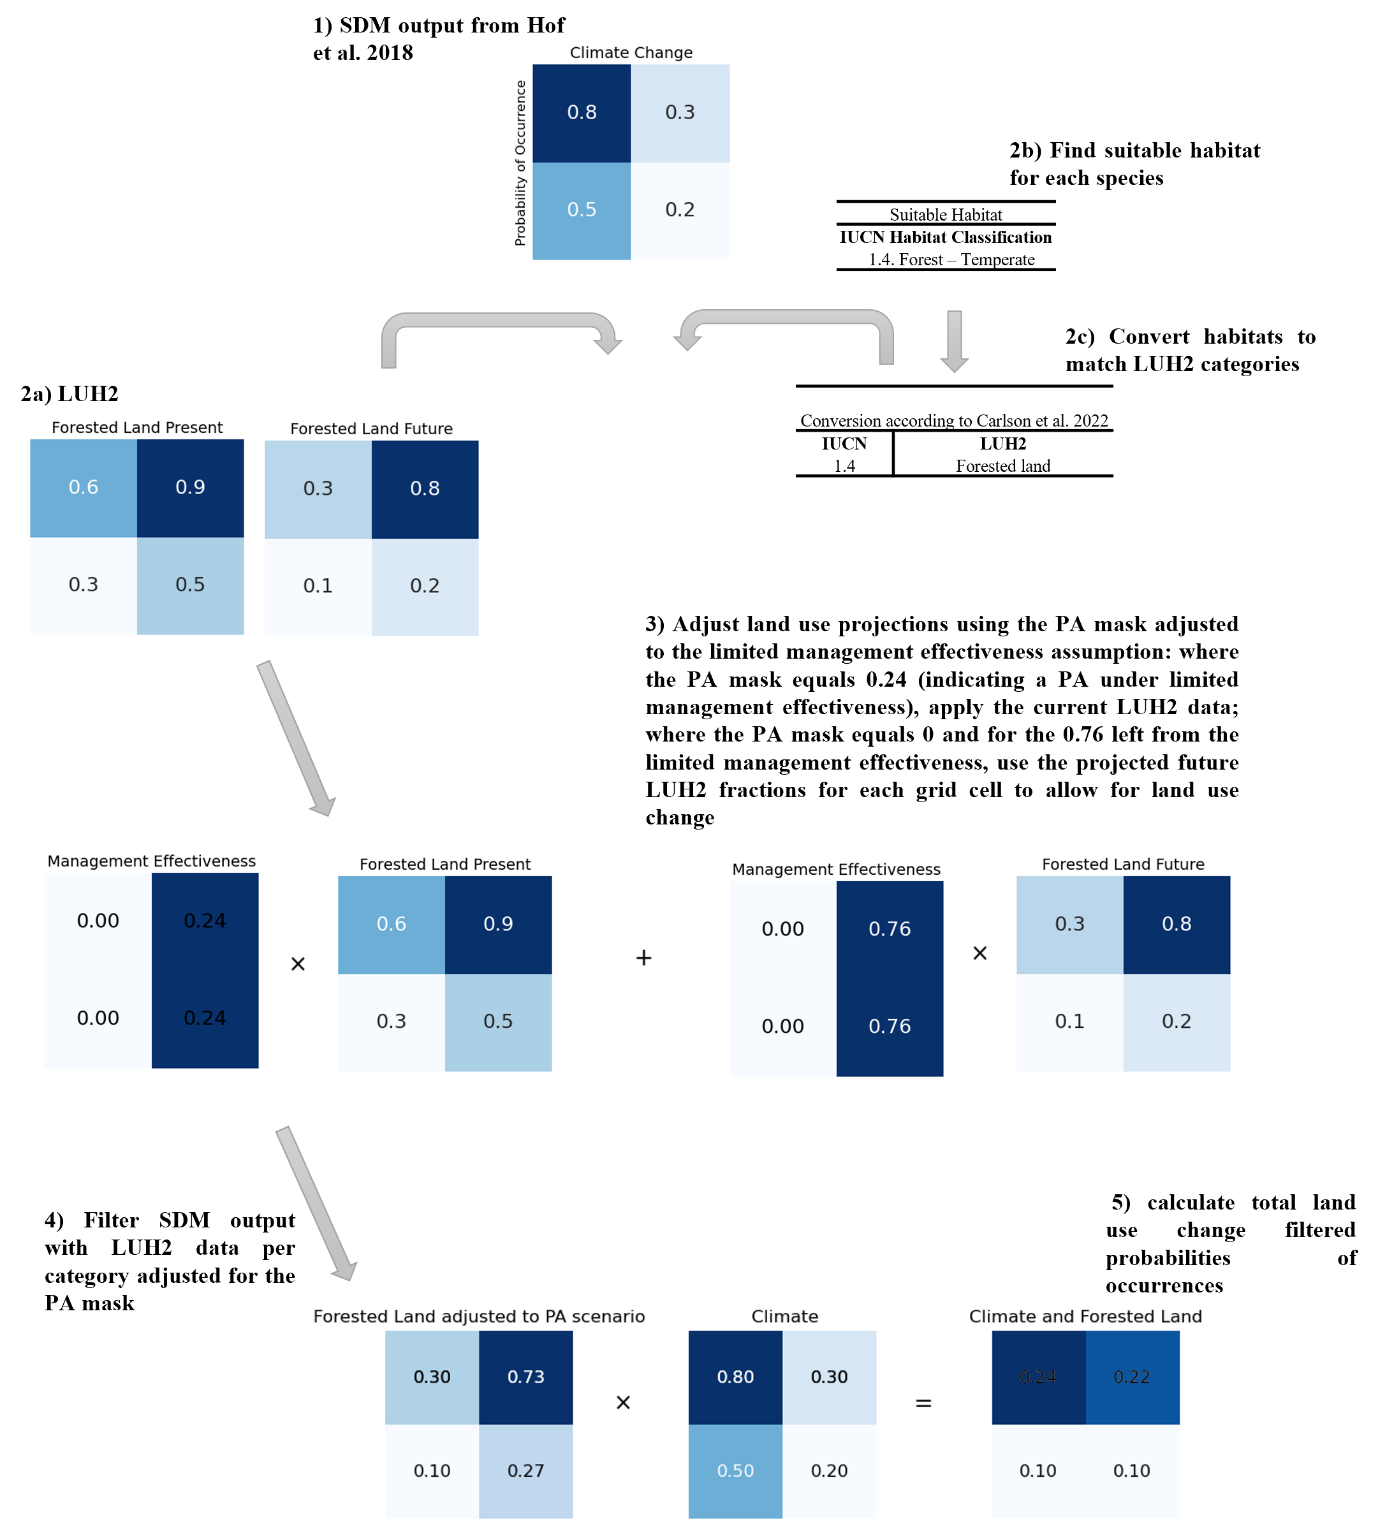 1) SDM output from Hof
et al. 2018
Climate Change
Probability of Occurrence
0.8 0.3
0.5 0.2
2b) Find suitable habitat
for each species
Suitable Habitat
IUCN Habitat Classification
1.4. Forest – Temperate
2c) Convert habitats to
match LUH2 categories
Conversion according to Carlson et al. 2022
IUCN LUH2
1.4 Forested land
2a) LUH2
Forested Land Present
0.6 0.9
0.3 0.5
Forested Land Future
0.3 0.8
0.1 0.2
3) Adjust land use projections using the PA mask adjusted
to the limited management effectiveness assumption: where
the PA mask equals 0.24 (indicating a PA under limited
management effectiveness), apply the current LUH2 data;
where the PA mask equals 0 and for the 0.76 left from the
limited management effectiveness, use the projected future
LUH2 fractions for each grid cell to allow for land use
change
Management Effectiveness
0.00 0.24
0.00 0.24
×
Forested Land Present
0.6 0.9
0.3 0.5
+
Management Effectiveness
0.00 0.76
0.00 0.76
×
Forested Land Future
0.3 0.8
0.1 0.2
4) Filter SDM output
with LUH2 data per
category adjusted for the
PA mask
5) calculate total land
use change filtered
probabilities of
occurrences
Forested Land adjusted to PA scenario
0.30 0.73
0.10 0.27
×
Climate
0.80 0.30
0.50 0.20
=
Climate and Forested Land
0.24 0.22
0.10 0.10